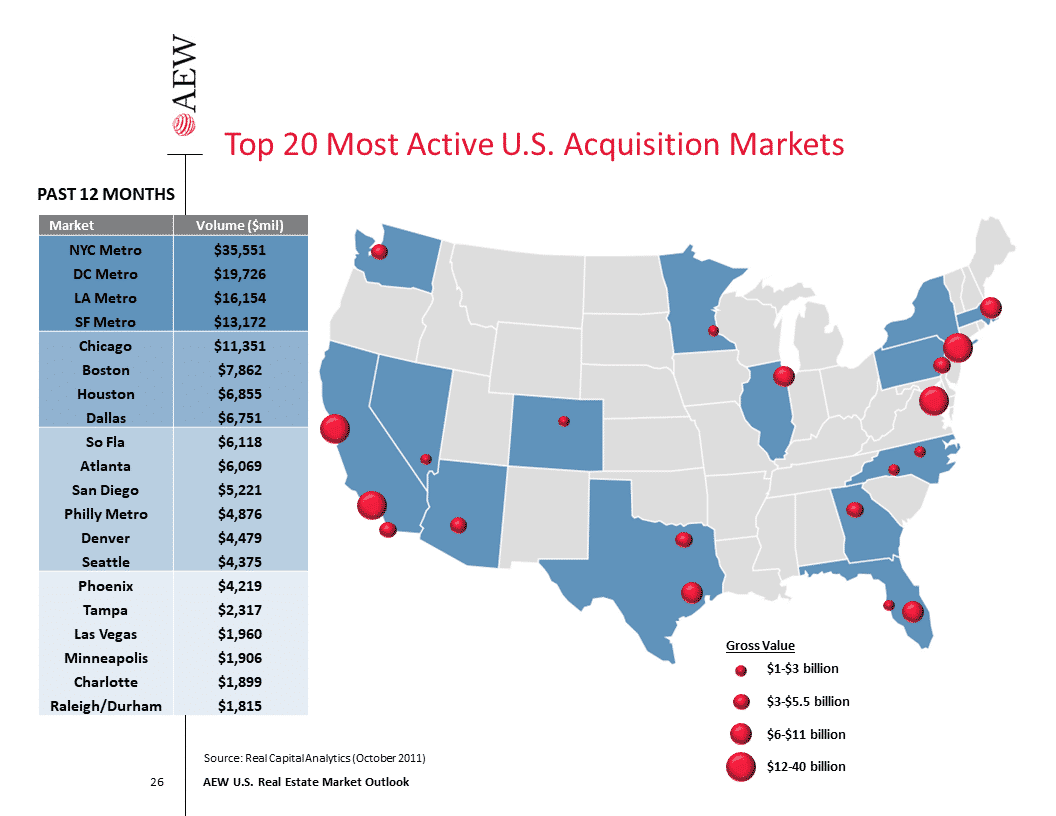 AEW
Top 20 Most Active U.S. Acquisition Markets
PAST 12 MONTHS
Market Volume ($mil)
NYC Metro $35,551
DC Metro $19,726
LA Metro $16,154
SF Metro $13,172
Chicago $11,351
Boston $7,862
Houston $6,855
Dallas $6,751
So Fla $6,118
Atlanta $6,069
San Diego $5,221
Philly Metro $4,876
Denver $4,479
Seattle $4,375
Phoenix $4,219
Tampa $2,317
Las Vegas $1,960
Minneapolis $1,906
Charlotte $1,899
Raleigh/Durham $1,815
Gross Value
$1-$3 billion
$3-$5.5 billion
$6-$11 billion
$12-40 billion
Source: Real Capital Analytics (October 2011)
26 AEW U.S. Real Estate Market Outlook